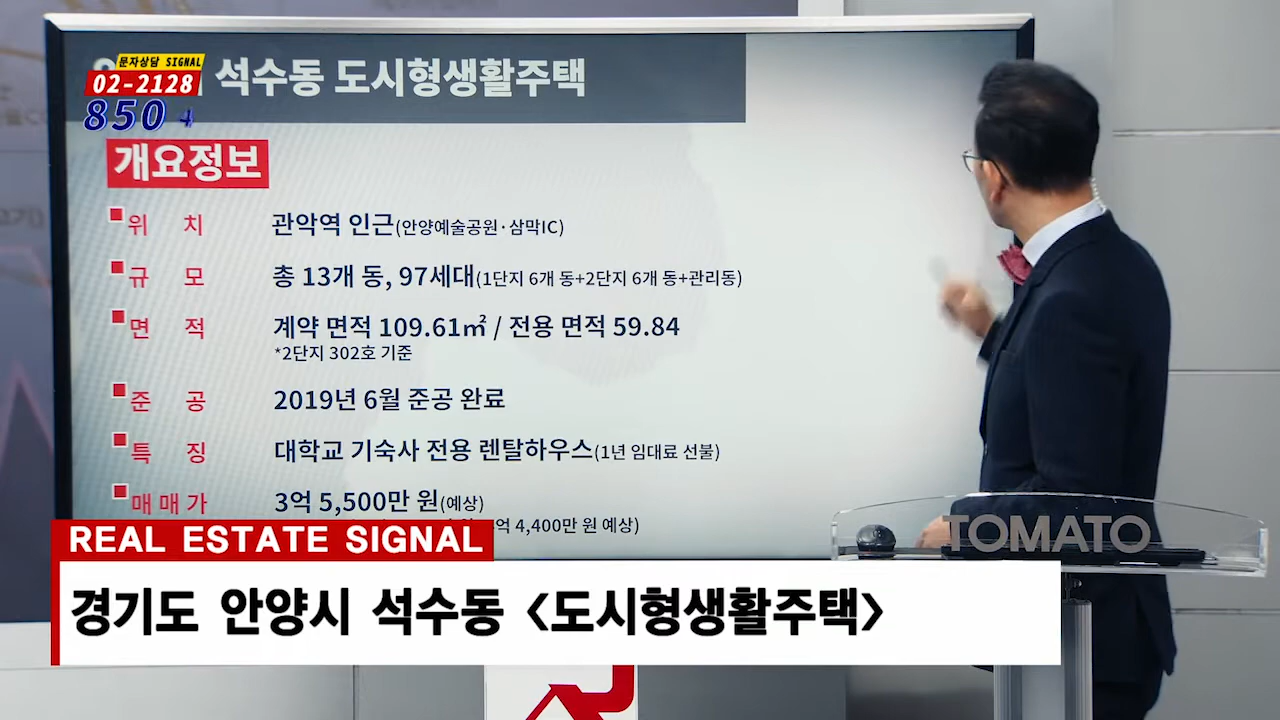 문자상담 SIGNAL
02-2128
850
석수동 도시형생활주택
개요정보
위 치 관악역 인근(안양예술공원·삼막IC)
규 모 총 13개 동, 97세대(1단지 6개 동+2단지 6개 동+관리동)
면 적 계약 면적 109.61㎡ / 전용 면적 59.84
*2단지 302호 기준
준 공 2019년 6월 준공 완료
특 징 대학교 기숙사 전용 렌탈하우스(1년 임대료 선불)
매매가 3억 5,500만 원(예상)
억 4,400만 원 예상)
REAL ESTATE SIGNAL
경기도 안양시 석수동 <도시형생활주택>
TOMATO